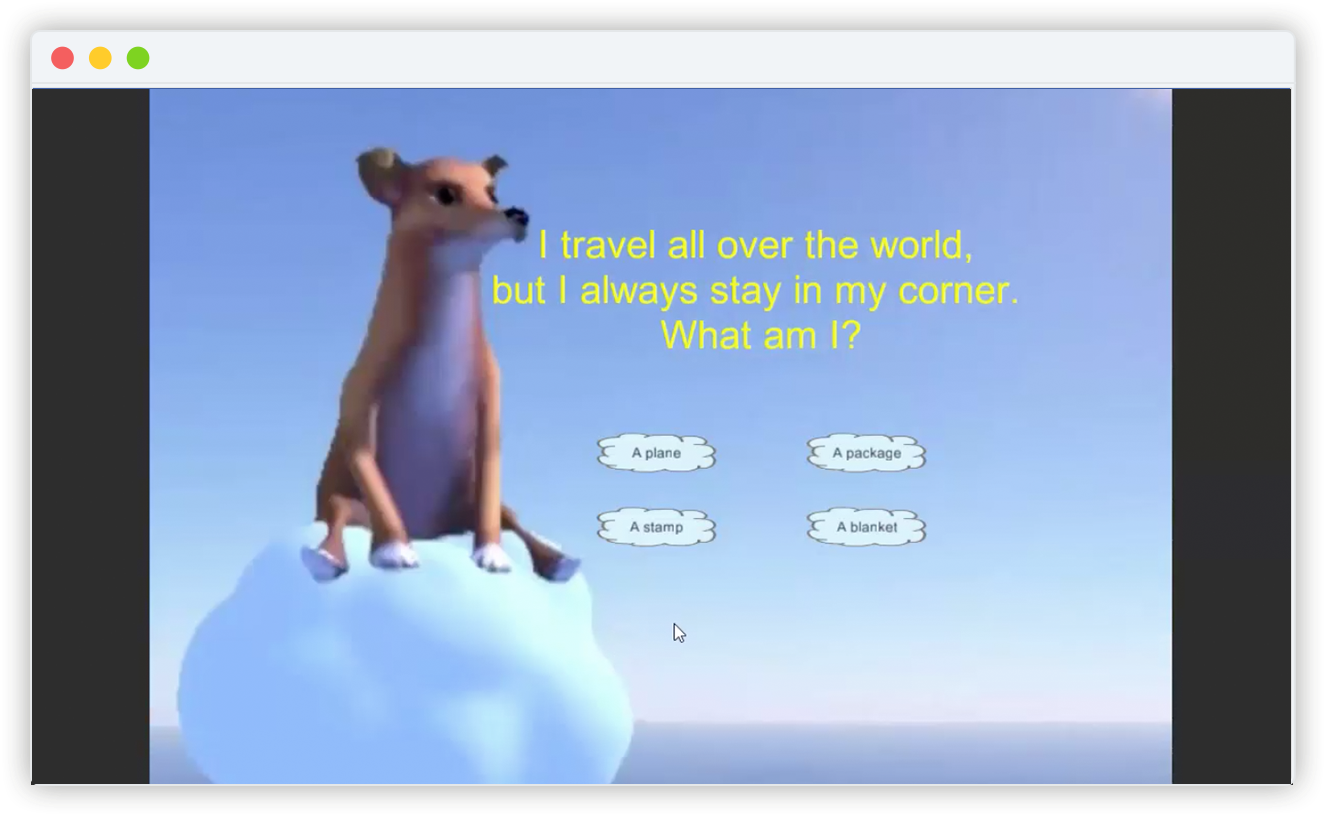 I travel all over the world,
but I always stay in my corner.
What am I?
A plane
A package
A stamp
A blanket